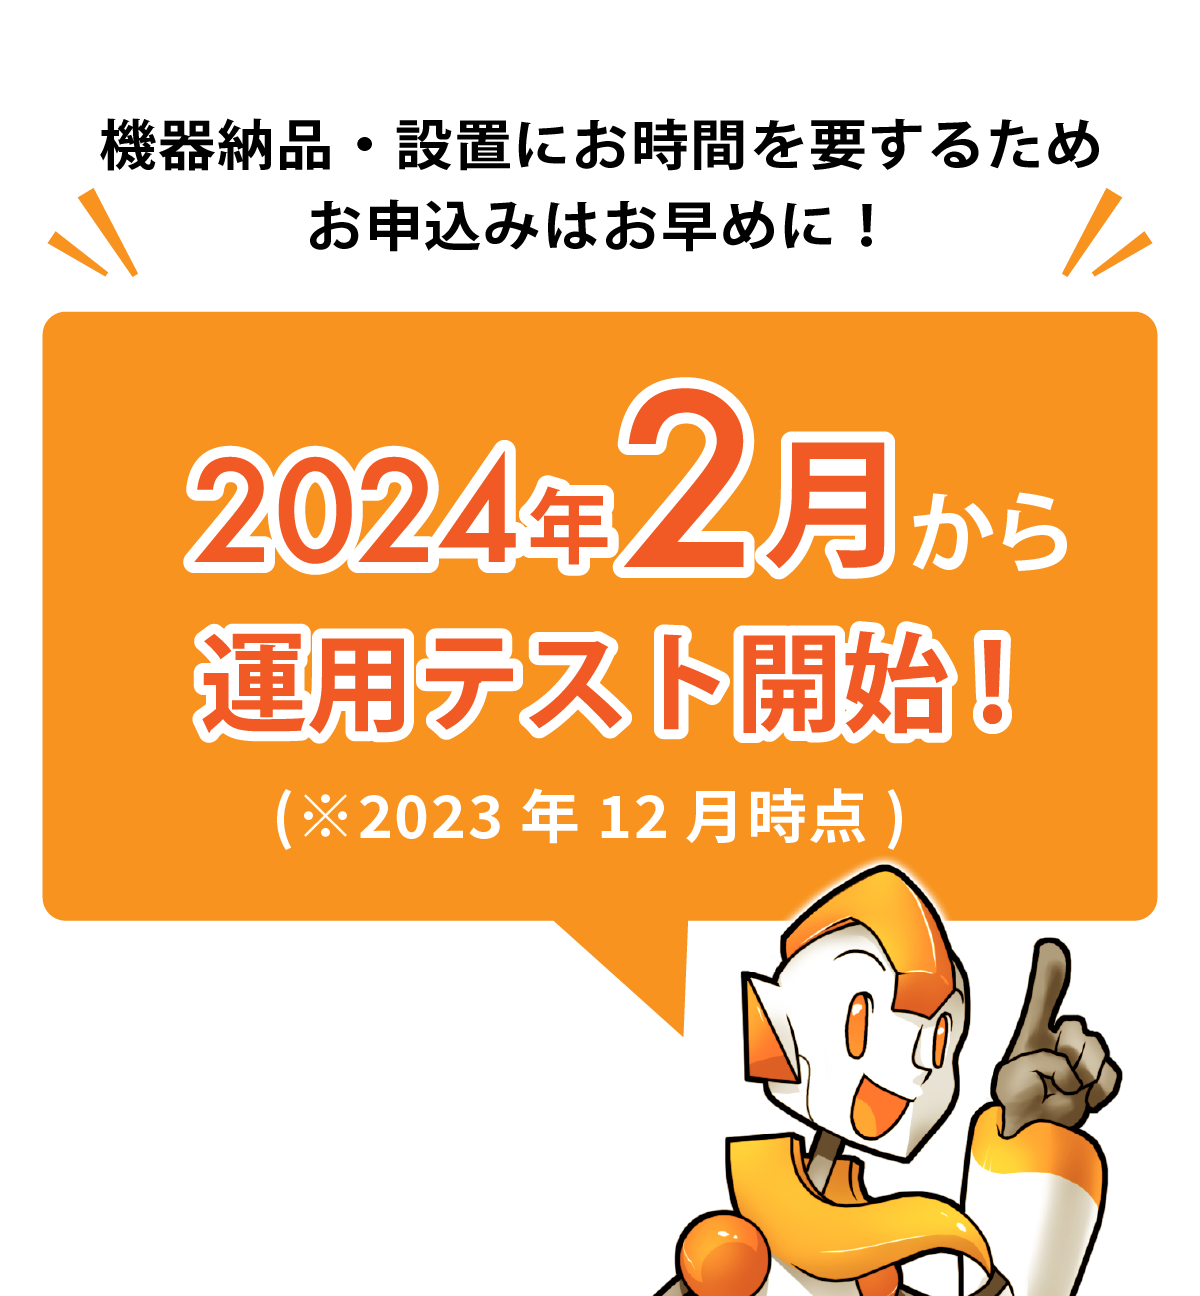 機器納品・設置にお時間を要するため
お申込みはお早めに！
2024年2月から
運用テスト開始！
(※2023 年 12 月時点 )